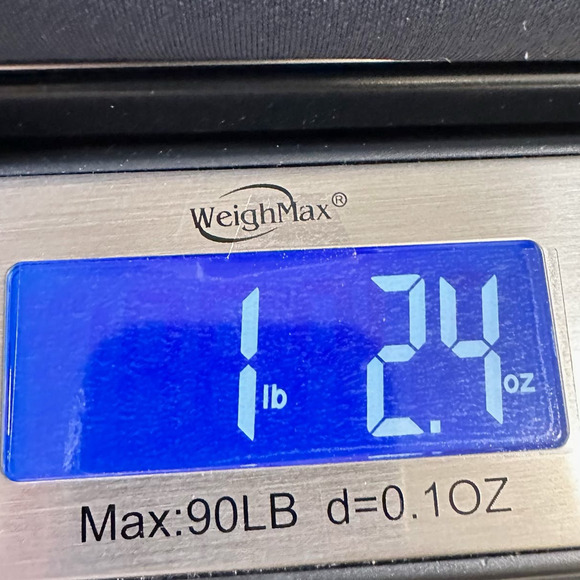 WeighMax®
1 lb 2.4 oz
Max:90LB d=0.1OZ